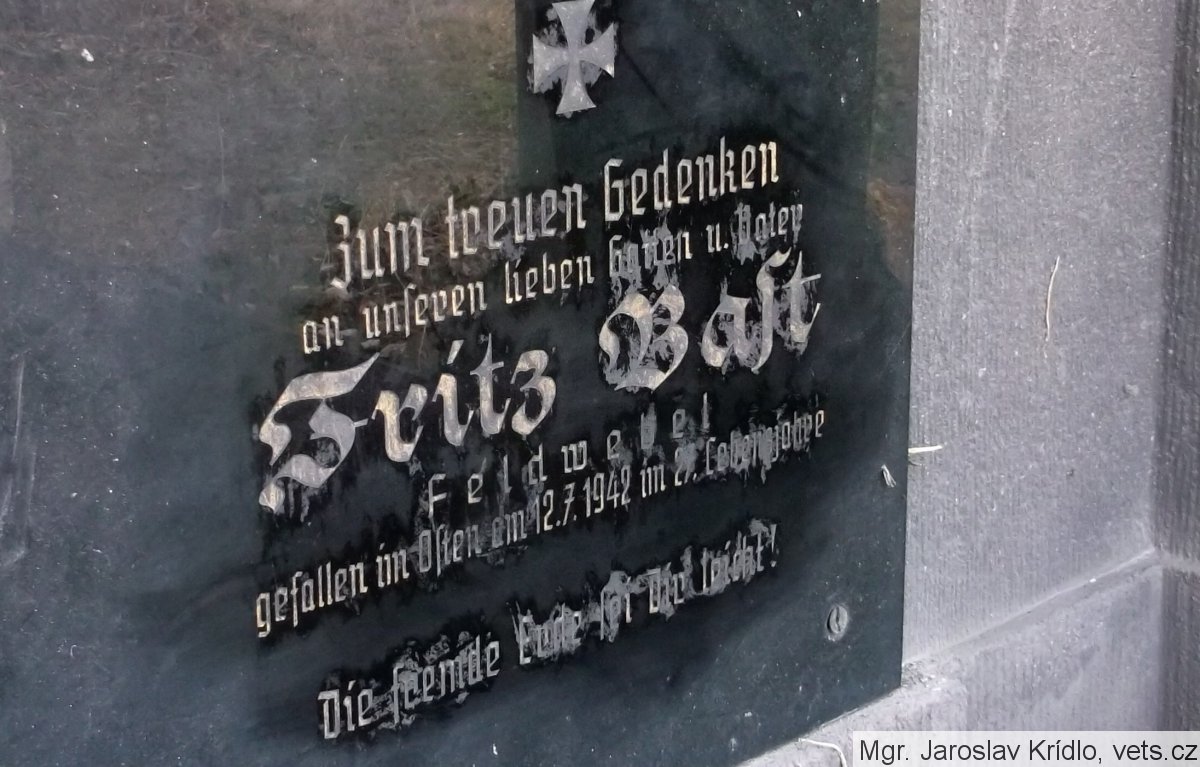 Zum treuen Gedenken
an unseren lieben Gatten u. Vater
Fritz Bast
Feldwebel
gefallen im Osten am 12.7.1942 im 27. Lebensjahre
Die fremde Erde sei Dir leicht!
Mgr. Jaroslav Krídlo, vets.cz